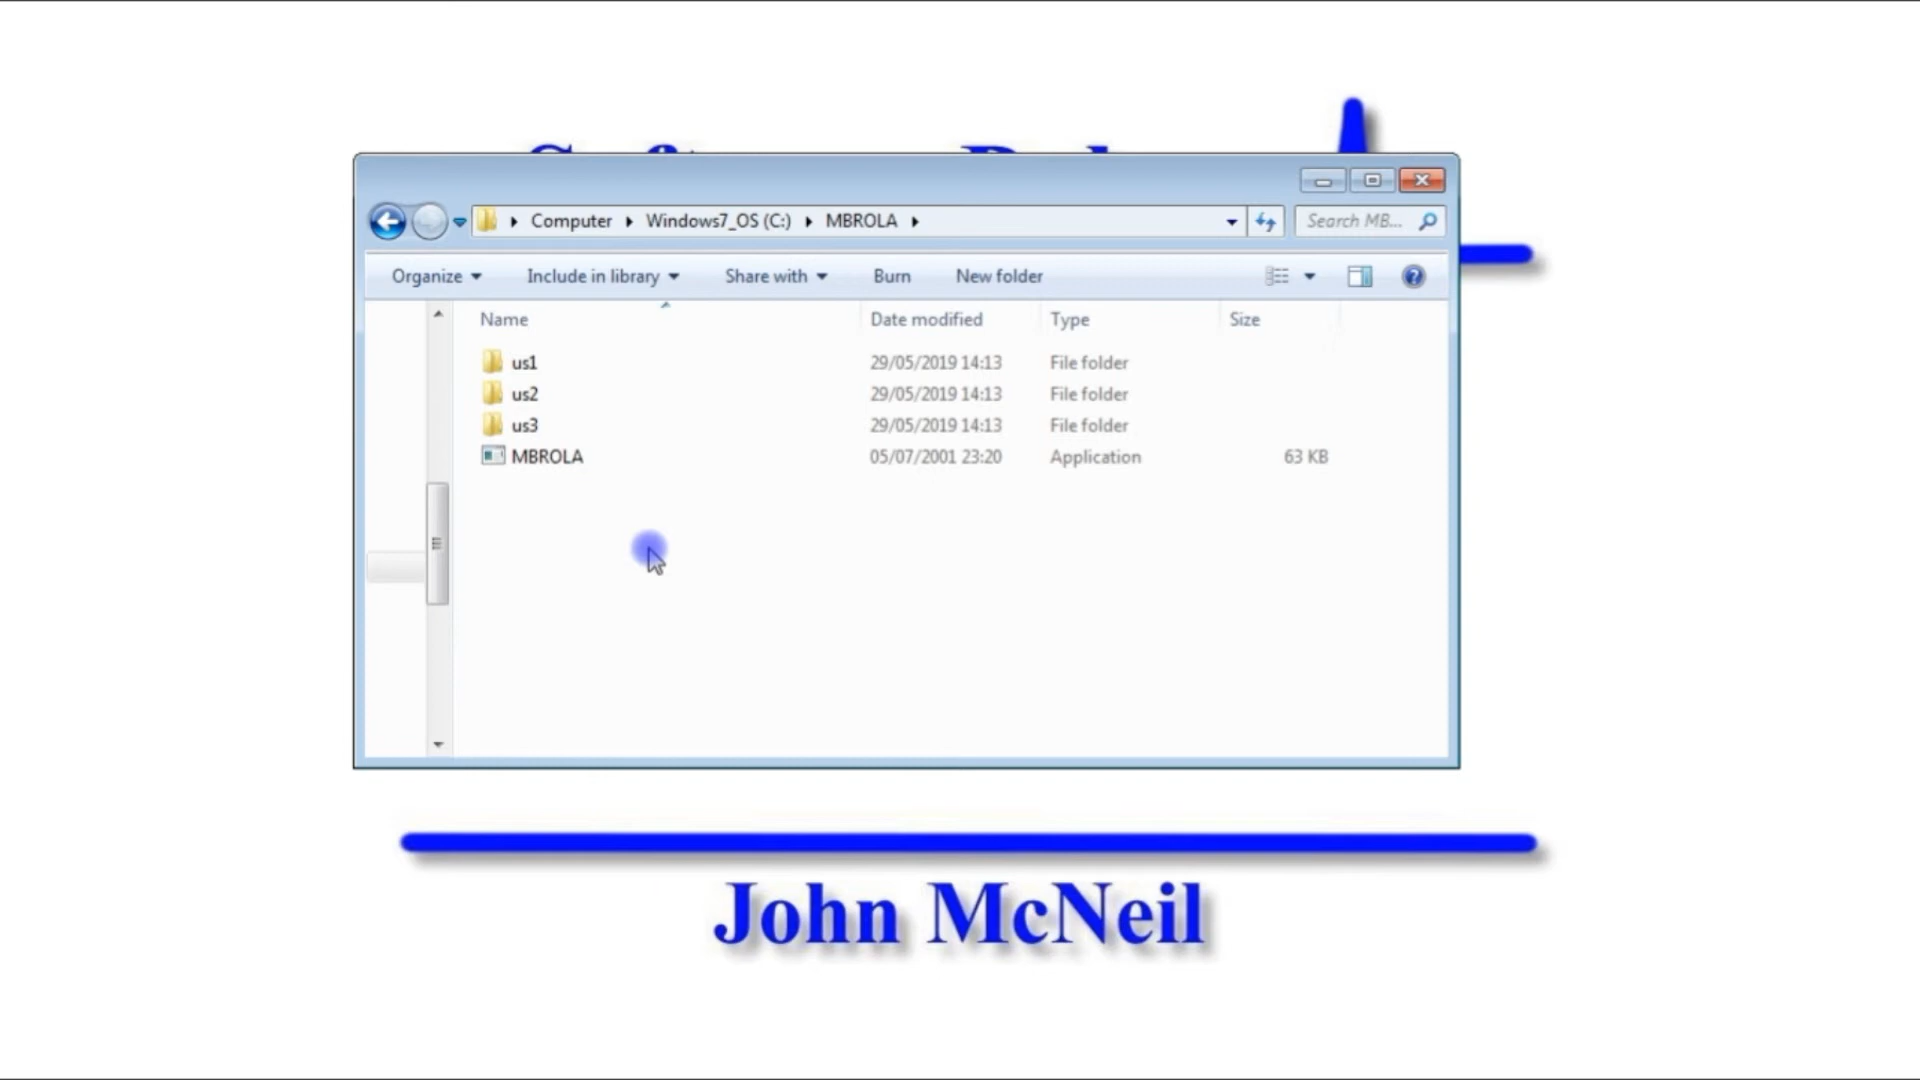 Computer Windows7_OS (C:) MBROLA Search MB...
Organize Include in library Share with Burn New folder
Name Date modified Type Size
us1 29/05/2019 14:13 File folder
us2 29/05/2019 14:13 File folder
us3 29/05/2019 14:13 File folder
MBROLA 05/07/2001 23:20 Application 63 KB
John McNeil